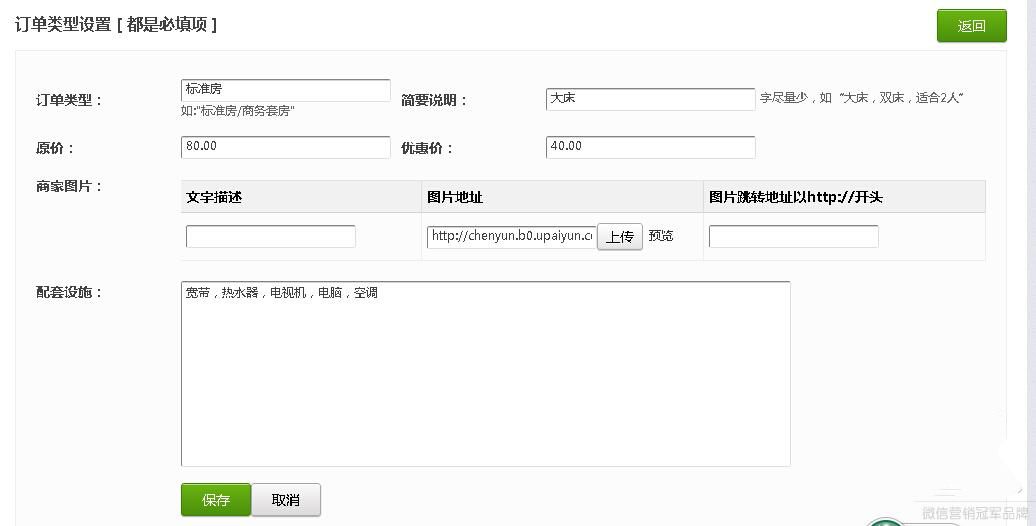 订单类型设置 [ 都是必填项 ]
返回
订单类型：
标准房
如:"标准房/商务套房"
简要说明：
大床
字尽量少，如 “大床，双床，适合2人”
原价：
80.00
优惠价：
40.00
商家图片：
文字描述
图片地址
图片跳转地址以http://开头
http://chenyun.b0.upaiyun.c
上传
预览
配套设施：
宽带，热水器，电视机，电脑，空调
保存
取消
微信营销冠军品牌